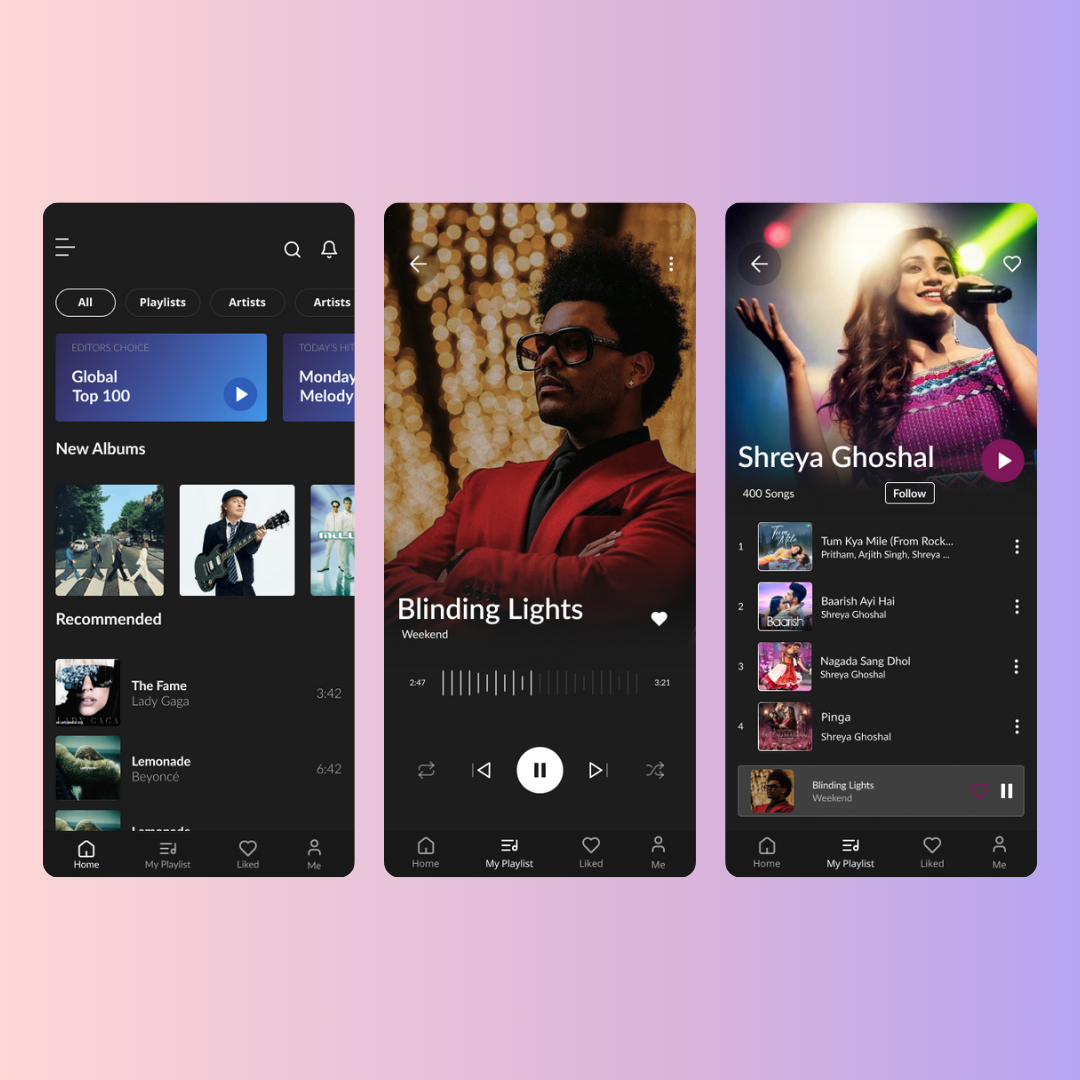 All
Playlists
Artists
Artists
EDITORS CHOICE
Global
Top 100
TODAY'S HIT
Monday
Melody
New Albums
Recommended
The Fame
Lady Gaga
3:42
LADY GAGA
Lemonade
Beyoncé
6:42
Lemonade
Home
My Playlist
Liked
Me
Blinding Lights
Weekend
2:47
3:21
Home
My Playlist
Liked
Me
Shreya Ghoshal
400 Songs
Follow
1
Tum Kya Mile (From Rock...
Pritham, Arjith Singh, Shreya ...
2
Baarish
Baarish Ayi Hai
Shreya Ghoshal
3
Nagada Sang Dhol
Shreya Ghoshal
4
Pinga
Shreya Ghoshal
Blinding Lights
Weekend
Home
My Playlist
Liked
Me